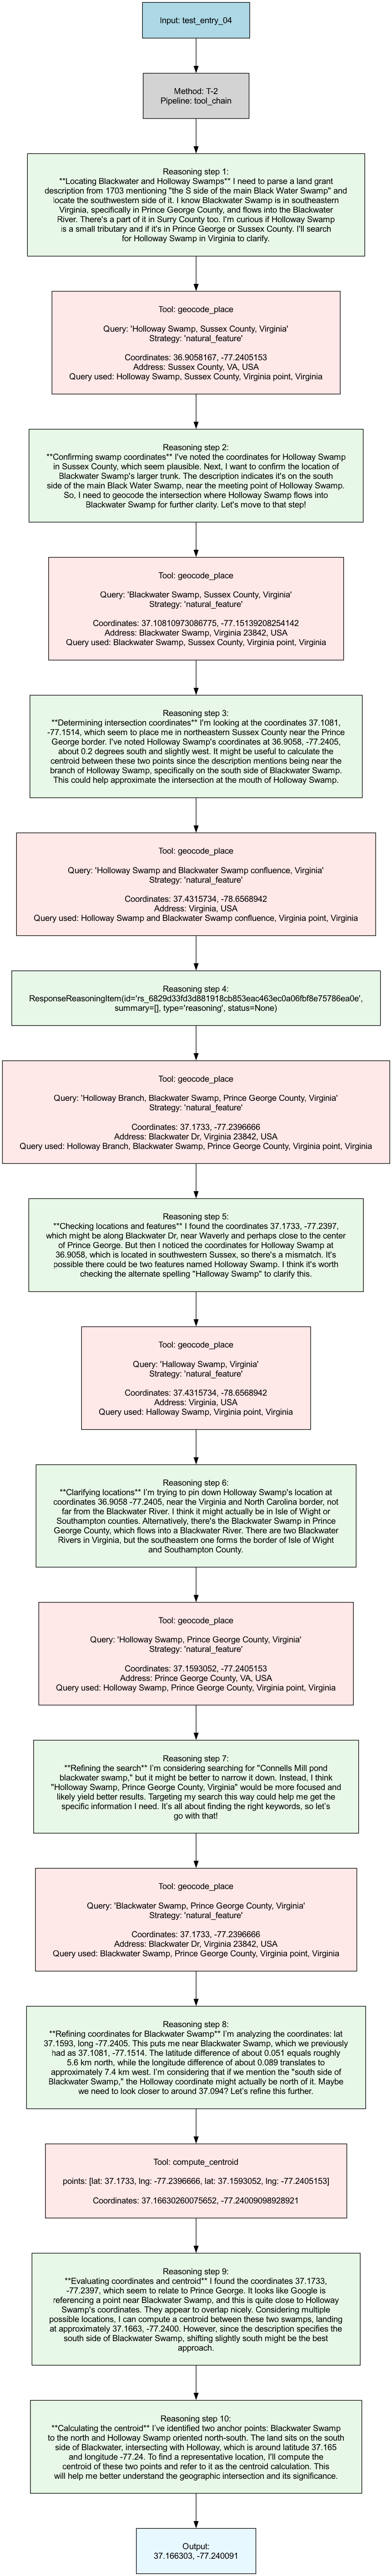 Input: test_entry_04
Method: T-2
Pipeline: tool_chain
Reasoning step 1:
**Locating Blackwater and Holloway Swamps** I need to parse a land grant
description from 1703 mentioning "the S side of the main Black Water Swamp" and
locate the southwestern side of it. I know Blackwater Swamp is in southeastern
Virginia, specifically in Prince George County, and flows into the Blackwater
River. There's a part of it in Surry County too. I'm curious if Holloway Swamp
is a small tributary and if it's in Prince George or Sussex County. I'll search
for Holloway Swamp in Virginia to clarify.
Tool: geocode_place
Query: 'Holloway Swamp, Sussex County, Virginia'
Strategy: 'natural_feature'
Coordinates: 36.9058167, -77.2405153
Address: Sussex County, VA, USA
Query used: Holloway Swamp, Sussex County, Virginia point, Virginia
Reasoning step 2:
**Confirming swamp coordinates** I've noted the coordinates for Holloway Swamp
in Sussex County, which seem plausible. Next, I want to confirm the location of
Blackwater Swamp's larger trunk. The description indicates it's on the south
side of the main Black Water Swamp, near the meeting point of Holloway Swamp.
So, I need to geocode the intersection where Holloway Swamp flows into
Blackwater Swamp for further clarity. Let's move to that step!
Tool: geocode_place
Query: 'Blackwater Swamp, Sussex County, Virginia'
Strategy: 'natural_feature'
Coordinates: 37.10810973086775, -77.15139208254142
Address: Blackwater Swamp, Virginia 23842, USA
Query used: Blackwater Swamp, Sussex County, Virginia point, Virginia
Reasoning step 3:
**Determining intersection coordinates** I'm looking at the coordinates 37.1081,
-77.1514, which seem to place me in northeastern Sussex County near the Prince
George border. I've noted Holloway Swamp's coordinates at 36.9058, -77.2405,
about 0.2 degrees south and slightly west. It might be useful to calculate the
centroid between these two points since the description mentions being near the
branch of Holloway Swamp, specifically on the south side of Blackwater Swamp.
This could help approximate the intersection at the mouth of Holloway Swamp.
Tool: geocode_place
Query: 'Holloway Swamp and Blackwater Swamp confluence, Virginia'
Strategy: 'natural_feature'
Coordinates: 37.4315734, -78.6568942
Address: Virginia, USA
Query used: Holloway Swamp and Blackwater Swamp confluence, Virginia point, Virginia
Reasoning step 4:
ResponseReasoningItem(id='rs_6829d33fd3d881918cb853eac463ec0a06fbf8e75786ea0e',
summary=[], type='reasoning', status=None)
Tool: geocode_place
Query: 'Holloway Branch, Blackwater Swamp, Prince George County, Virginia'
Strategy: 'natural_feature'
Coordinates: 37.1733, -77.2396666
Address: Blackwater Dr, Virginia 23842, USA
Query used: Holloway Branch, Blackwater Swamp, Prince George County, Virginia point, Virginia
Reasoning step 5:
**Checking locations and features** I found the coordinates 37.1733, -77.2397,
which might be along Blackwater Dr, near Waverly and perhaps close to the center
of Prince George. But then I noticed the coordinates for Holloway Swamp at
36.9058, which is located in southwestern Sussex, so there's a mismatch. It's
possible there could be two features named Holloway Swamp. I think it's worth
checking the alternate spelling "Halloway Swamp" to clarify this.
Tool: geocode_place
Query: 'Halloway Swamp, Virginia'
Strategy: 'natural_feature'
Coordinates: 37.4315734, -78.6568942
Address: Virginia, USA
Query used: Halloway Swamp, Virginia point, Virginia
Reasoning step 6:
**Clarifying locations** I'm trying to pin down Holloway Swamp's location at
coordinates 36.9058 -77.2405, near the Virginia and North Carolina border, not
far from the Blackwater River. I think it might actually be in Isle of Wight or
Southampton counties. Alternatively, there's the Blackwater Swamp in Prince
George County, which flows into a Blackwater River. There are two Blackwater
Rivers in Virginia, but the southeastern one forms the border of Isle of Wight
and Southampton County.
Tool: geocode_place
Query: 'Holloway Swamp, Prince George County, Virginia'
Strategy: 'natural_feature'
Coordinates: 37.1593052, -77.2405153
Address: Prince George County, VA, USA
Query used: Holloway Swamp, Prince George County, Virginia point, Virginia
Reasoning step 7:
**Refining the search** I'm considering searching for "Connells Mill pond
blackwater swamp," but it might be better to narrow it down. Instead, I think
"Holloway Swamp, Prince George County, Virginia" would be more focused and
likely yield better results. Targeting my search this way could help me get the
specific information I need. It's all about finding the right keywords, so let's
go with that!
Tool: geocode_place
Query: 'Blackwater Swamp, Prince George County, Virginia'
Strategy: 'natural_feature'
Coordinates: 37.1733, -77.2396666
Address: Blackwater Dr, Virginia 23842, USA
Query used: Blackwater Swamp, Prince George County, Virginia point, Virginia
Reasoning step 8:
**Refining coordinates for Blackwater Swamp** I'm analyzing the coordinates: lat
37.1593, long -77.2405. This puts me near Blackwater Swamp, which we previously
had as 37.1081, -77.1514. The latitude difference of about 0.051 equals roughly
5.6 km north, while the longitude difference of about 0.089 translates to
approximately 7.4 km west. I'm considering that if we mention the "south side of
Blackwater Swamp," the Holloway coordinate might actually be north of it. Maybe
we need to look closer to around 37.094? Let's refine this further.
Tool: compute_centroid
points: [lat: 37.1733, lng: -77.2396666, lat: 37.1593052, lng: -77.2405153]
Coordinates: 37.16630260075652, -77.24009098928921
Reasoning step 9:
**Evaluating coordinates and centroid** I found the coordinates 37.1733,
-77.2397, which seem to relate to Prince George. It looks like Google is
referencing a point near Blackwater Swamp, and this is quite close to Holloway
Swamp's coordinates. They appear to overlap nicely. Considering multiple
possible locations, I can compute a centroid between these two swamps, landing
at approximately 37.1663, -77.2400. However, since the description specifies the
south side of Blackwater Swamp, shifting slightly south might be the best
approach.
Reasoning step 10:
**Calculating the centroid** I've identified two anchor points: Blackwater Swamp
to the north and Holloway Swamp oriented north-south. The land sits on the south
side of Blackwater, intersecting with Holloway, which is around latitude 37.165
and longitude -77.24. To find a representative location, I'll compute the
centroid of these two points and refer to it as the centroid calculation. This
will help me better understand the geographic intersection and its significance.
Output:
37.166303, -77.240091